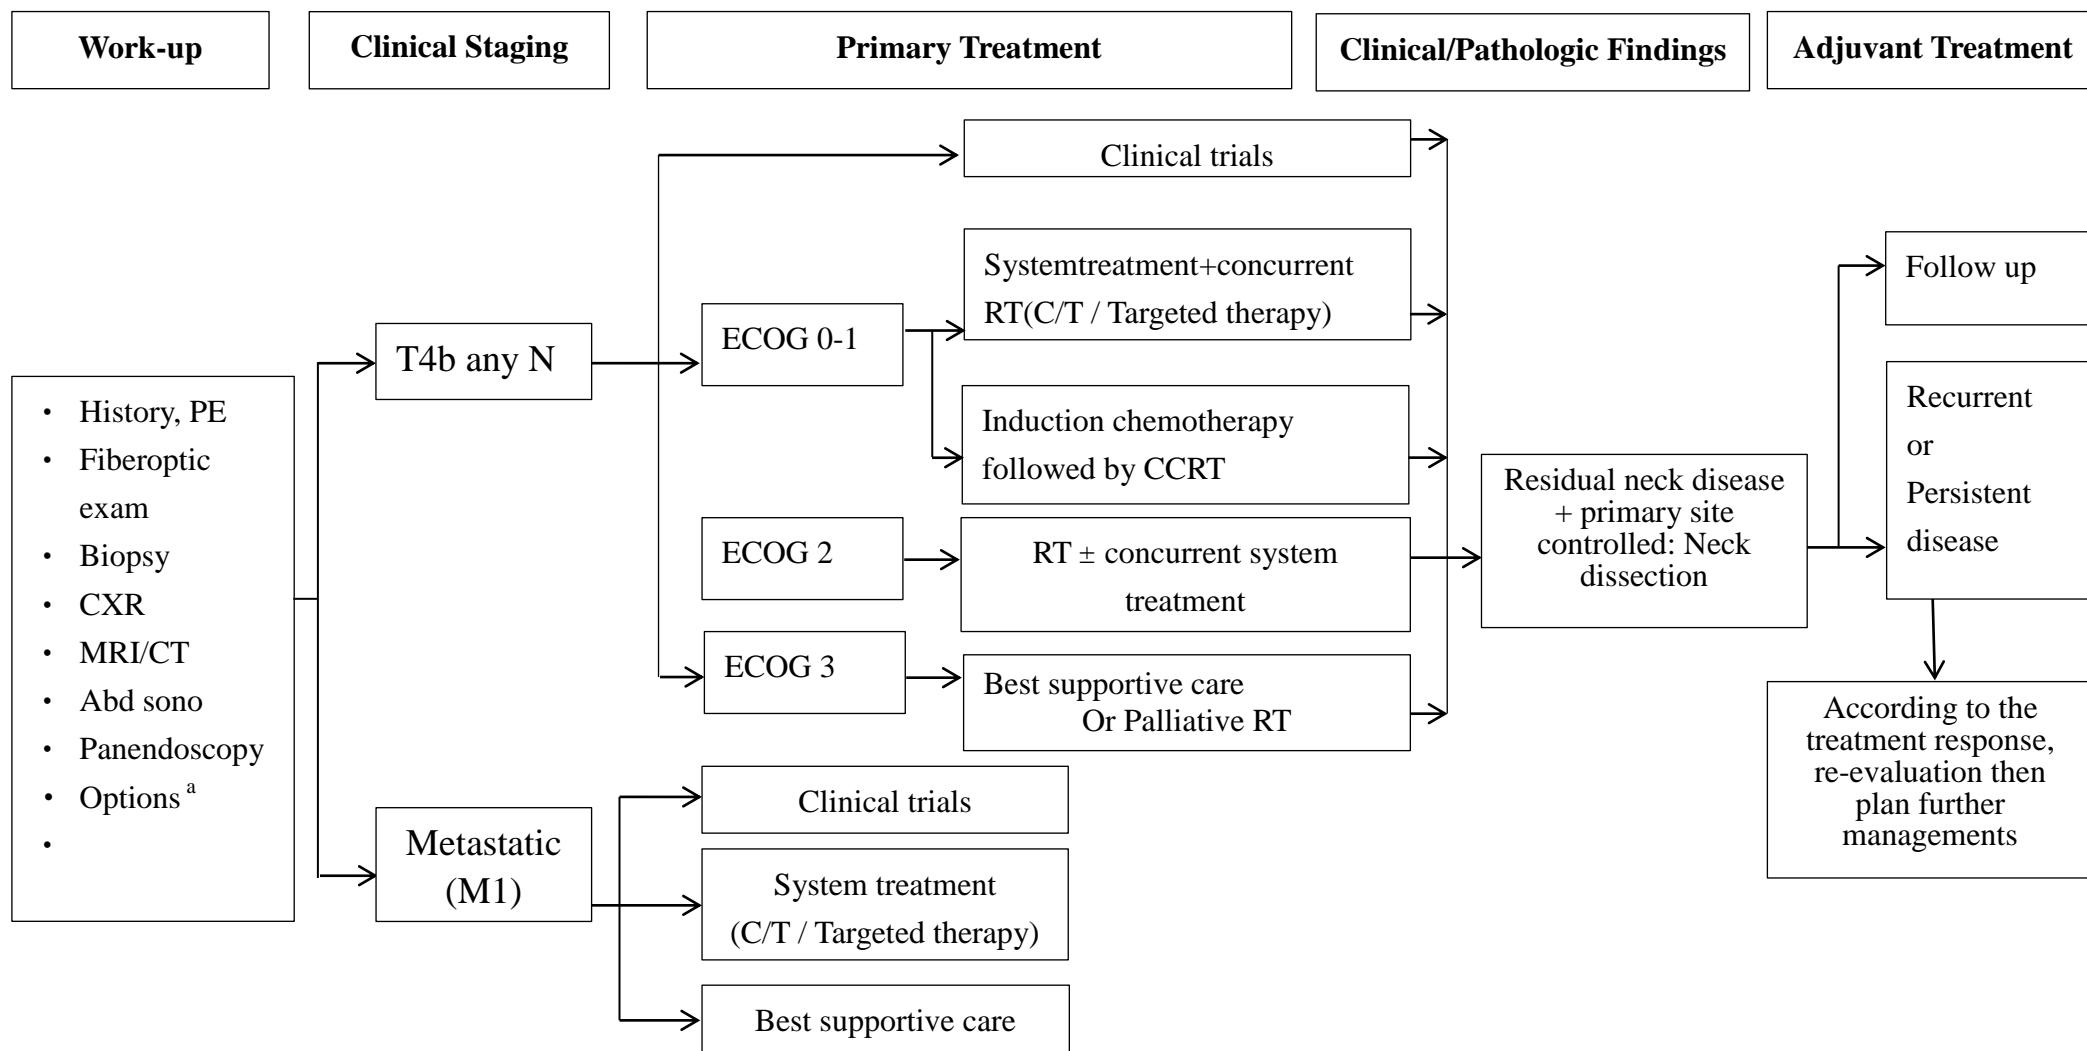 Work-up
Clinical Staging
Primary Treatment
Clinical/Pathologic Findings
Adjuvant Treatment
• History, PE
• Fiberoptic
exam
• Biopsy
• CXR
• MRI/CT
• Abd sono
• Panendoscopy
• Options a
•
T4b any N
Metastatic
(M1)
Clinical trials
ECOG 0-1
Systemtreatment+concurrent
RT(C/T / Targeted therapy)
Induction chemotherapy
followed by CCRT
ECOG 2
RT ± concurrent system
treatment
ECOG 3
Best supportive care
Or Palliative RT
Clinical trials
System treatment
(C/T / Targeted therapy)
Best supportive care
Residual neck disease
+ primary site
controlled: Neck
dissection
Follow up
Recurrent
or
Persistent
disease
According to the
treatment response,
re-evaluation then
plan further
managements